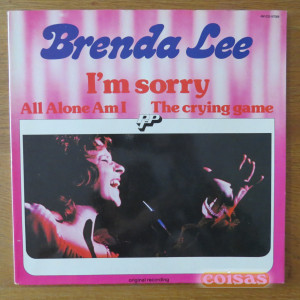 Brenda Lee
I'm sorry
All Alone Am I The crying game
original recording
coisas